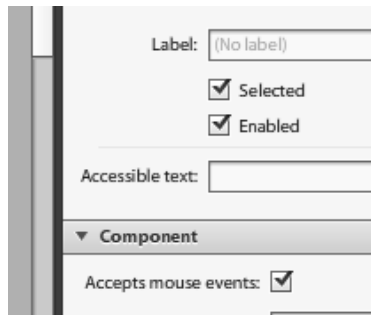 Label: (No label)
Selected
Enabled
Accessible text:
Component
Accepts mouse events: